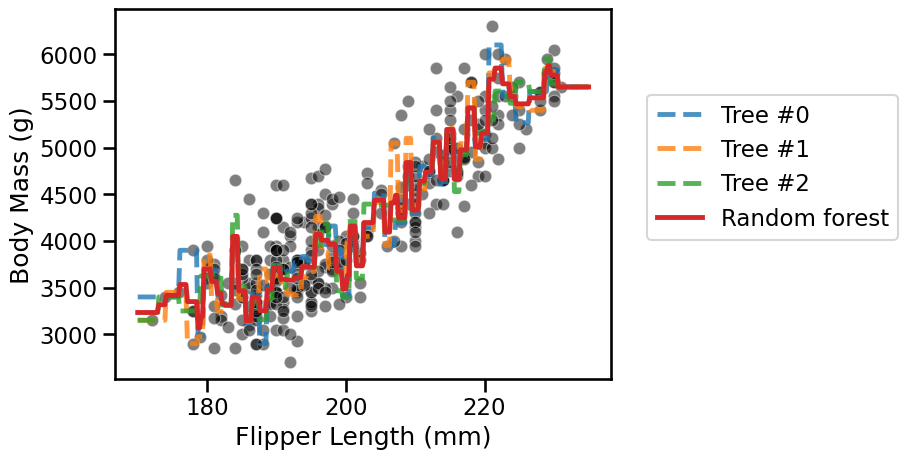 6000
5500
5000
4500
4000
3500
3000
Body Mass (g)
180
200
220
Flipper Length (mm)
Tree #0
Tree #1
Tree #2
Random forest